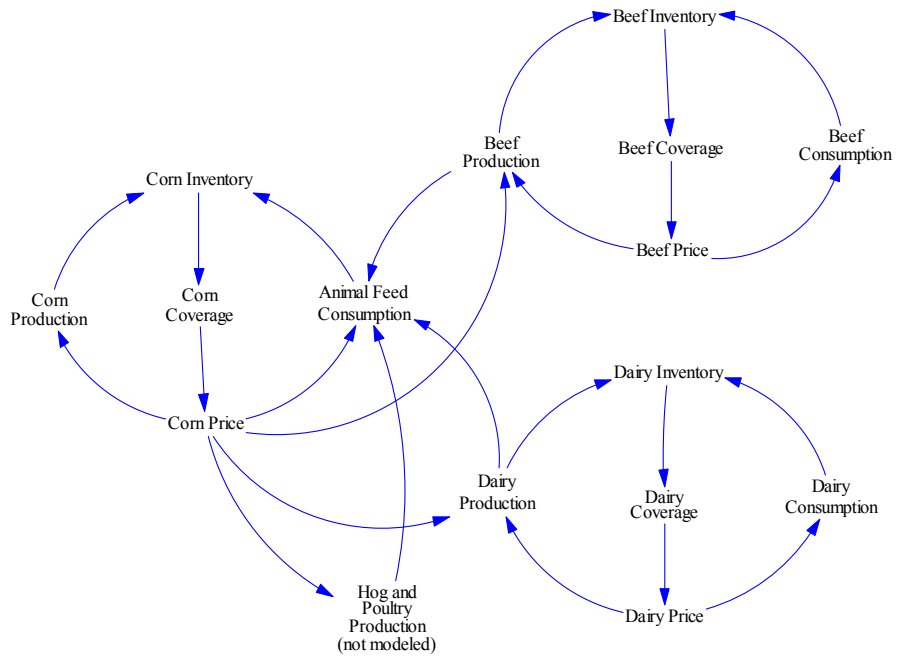 Beef Inventory
Beef
Production
Beef Coverage
Beef
Consumption
Corn Inventory
Beef Price
Corn
Production
Corn
Coverage
Animal Feed
Consumption
Dairy Inventory
Corn Price
Dairy
Production
Dairy
Coverage
Dairy
Consumption
Hog and
Poultry
Production
(not modeled)
Dairy Price